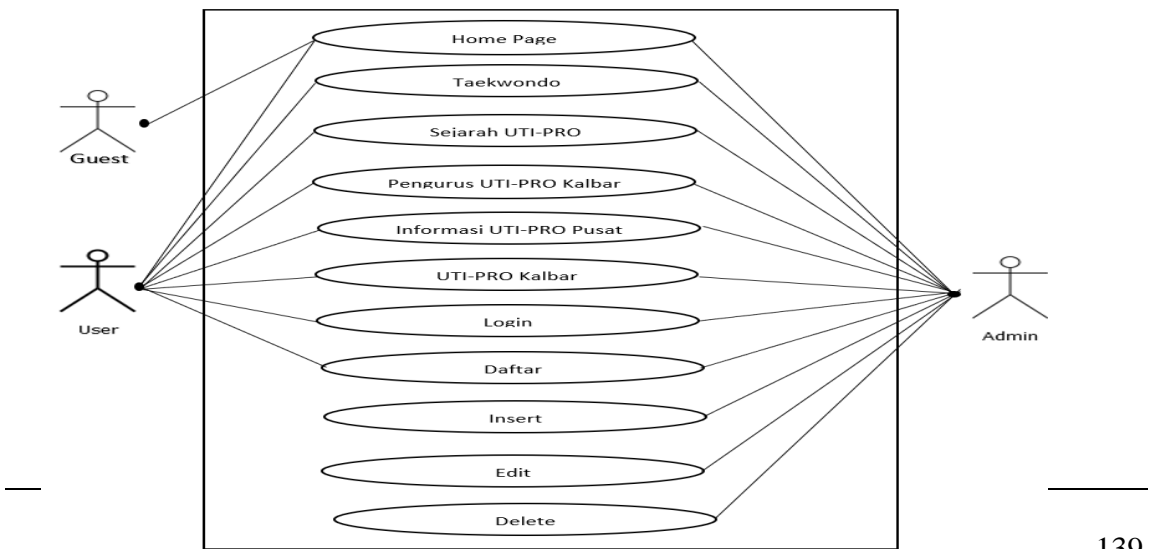 Home Page
Taekwondo
Sejarah UTI-PRO
Guest
Pengurus UTI-PRO Kalbar
Informasi UTI-PRO Pusat
UTI-PRO Kalbar
User
Login
Admin
Daftar
Insert
Edit
Delete
139